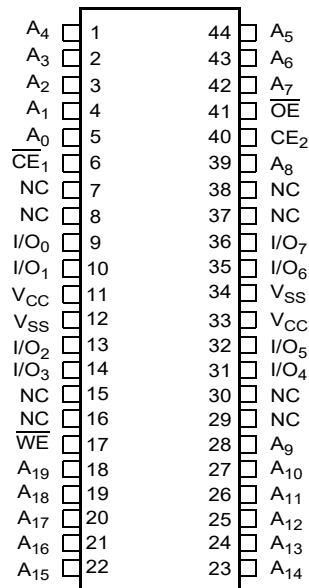 A4 1 44 A5
A3 2 43 A6
A2 3 42 A7
A1 4 41 O̅E̅
A0 5 40 CE2
C̅E̅1 6 39 A8
NC 7 38 NC
NC 8 37 NC
I/O0 9 36 I/O7
I/O1 10 35 I/O6
VCC 11 34 VSS
VSS 12 33 VCC
I/O2 13 32 I/O5
I/O3 14 31 I/O4
NC 15 30 NC
NC 16 29 NC
W̅E̅ 17 28 A9
A19 18 27 A10
A18 19 26 A11
A17 20 25 A12
A16 21 24 A13
A15 22 23 A14